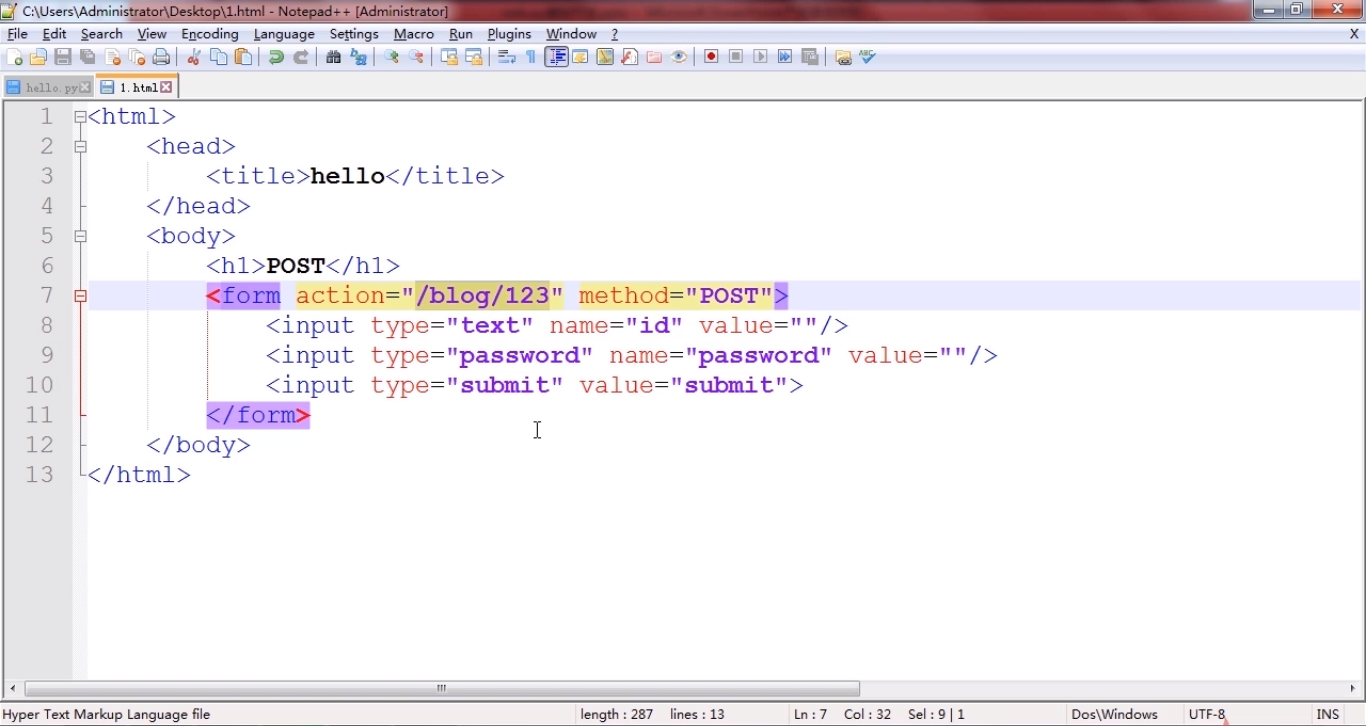 C:\Users\Administrator\Desktop\1.html - Notepad++ [Administrator]
File Edit Search View Encoding Language Settings Macro Run Plugins Window ? X
hello.py 1.html
1 <html>
2 <head>
3 <title>hello</title>
4 </head>
5 <body>
6 <h1>POST</h1>
7 <form action="/blog/123" method="POST">
8 <input type="text" name="id" value=""/>
9 <input type="password" name="password" value=""/>
10 <input type="submit" value="submit">
11 </form>
12 </body>
13 </html>
Hyper Text Markup Language file length : 287 lines : 13 Ln : 7 Col : 32 Sel : 9 | 1 Dos\Windows UTF-8 INS